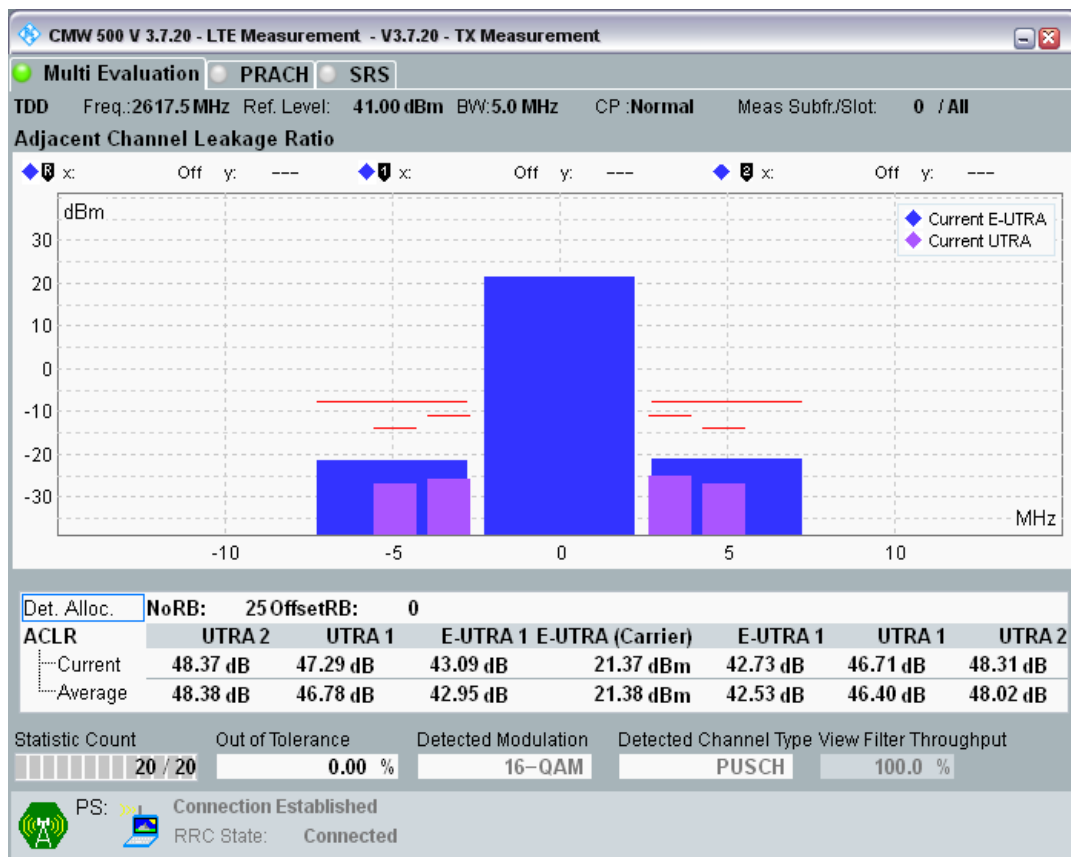 CMW 500 V 3.7.20 - LTE Measurement - V3.7.20 - TX Measurement
Multi Evaluation PRACH SRS
TDD Freq.:2617.5 MHz Ref. Level: 41.00 dBm BW:5.0 MHz CP :Normal Meas Subfr./Slot: 0 / All
Adjacent Channel Leakage Ratio
R x: Off y: --- 1 x: Off y: --- 2 x: Off y: ---
dBm
Current E-UTRA
Current UTRA
30
20
10
0
-10
-20
-30
MHz
-10 -5 0 5 10
Det. Alloc. NoRB: 25 OffsetRB: 0
ACLR UTRA 2 UTRA 1 E-UTRA 1 E-UTRA (Carrier) E-UTRA 1 UTRA 1 UTRA 2
Current 48.37 dB 47.29 dB 43.09 dB 21.37 dBm 42.73 dB 46.71 dB 48.31 dB
Average 48.38 dB 46.78 dB 42.95 dB 21.38 dBm 42.53 dB 46.40 dB 48.02 dB
Statistic Count Out of Tolerance Detected Modulation Detected Channel Type View Filter Throughput
20 / 20 0.00 % 16-QAM PUSCH 100.0 %
PS: Connection Established
RRC State: Connected